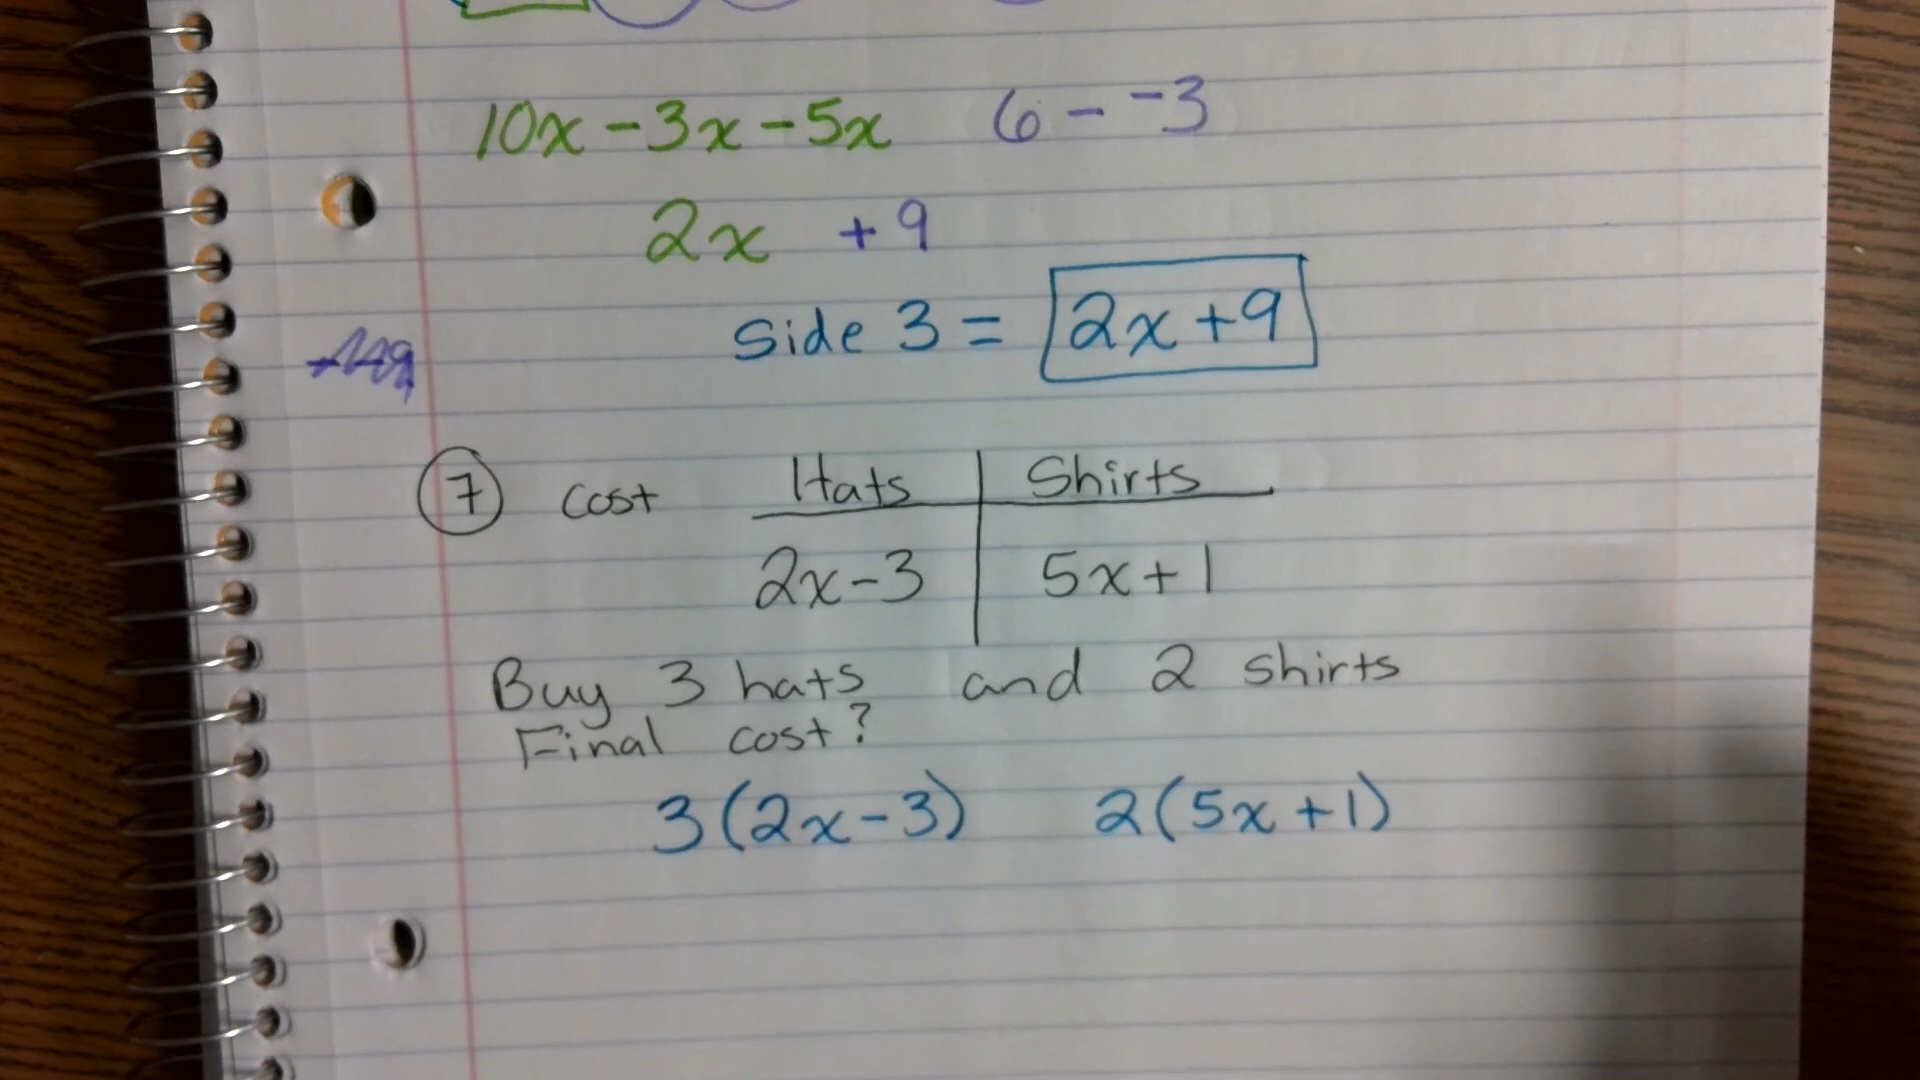 10x - 3x - 5x 6 - -3
2x + 9
side 3 = 2x + 9
7 cost Hats Shirts
2x - 3 5x + 1
Buy 3 hats and 2 shirts
Final cost?
3(2x - 3) 2(5x + 1)